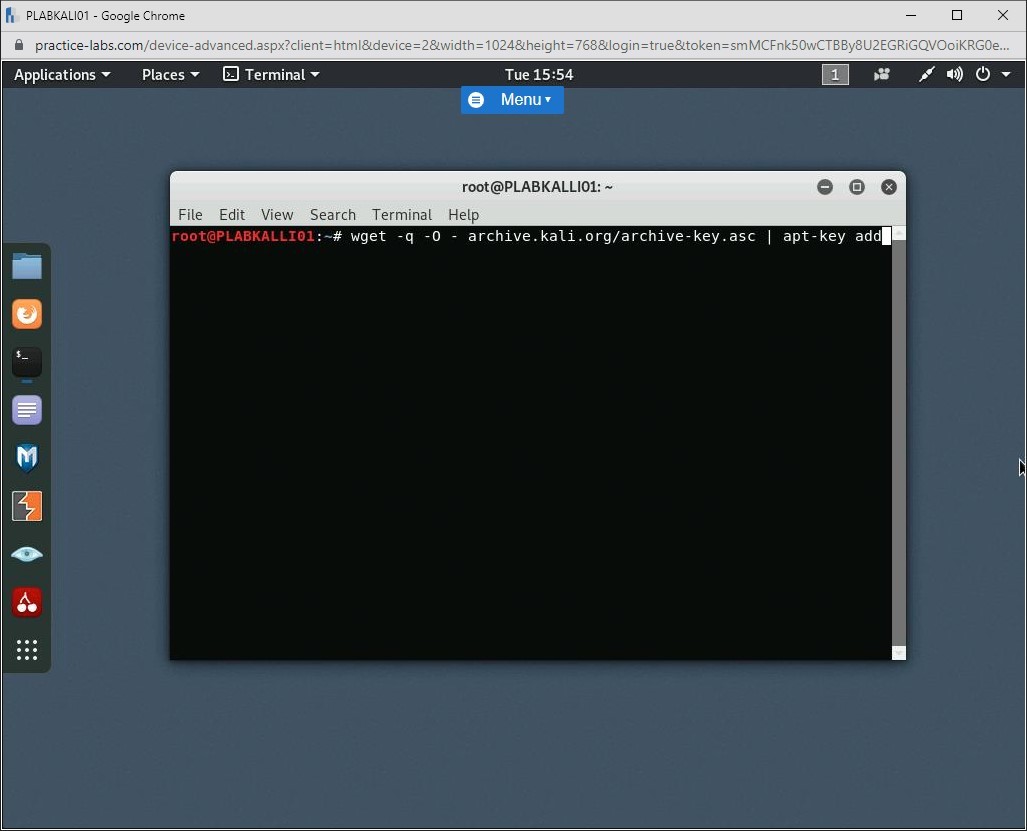 PLABKALI01 - Google Chrome
practice-labs.com/device-advanced.aspx?client=html&device=2&width=1024&height=768&login=true&token=smMCFnk50wCTBBy8U2EGRiGQVOoiKRG0e...
Applications Places Terminal Tue 15:54 1
Menu
root@PLABKALLI01: ~
File Edit View Search Terminal Help
root@PLABKALLI01:~# wget -q -O - archive.kali.org/archive-key.asc | apt-key add
$_